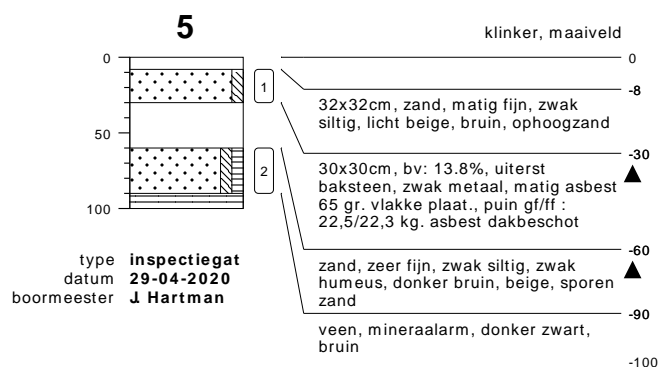 5
klinker, maaiveld
0
0
-8
1
32x32cm, zand, matig fijn, zwak
siltig, licht beige, bruin, ophoogzand
50
-30
2
30x30cm, bv: 13.8%, uiterst
baksteen, zwak metaal, matig asbest
65 gr. vlakke plaat., puin gf/ff :
22,5/22,3 kg. asbest dakbeschot
100
-60
type inspectiegat
datum 29-04-2020
boormeester J. Hartman
zand, zeer fijn, zwak siltig, zwak
humeus, donker bruin, beige, sporen
zand
-90
veen, mineraalarm, donker zwart,
bruin
-100